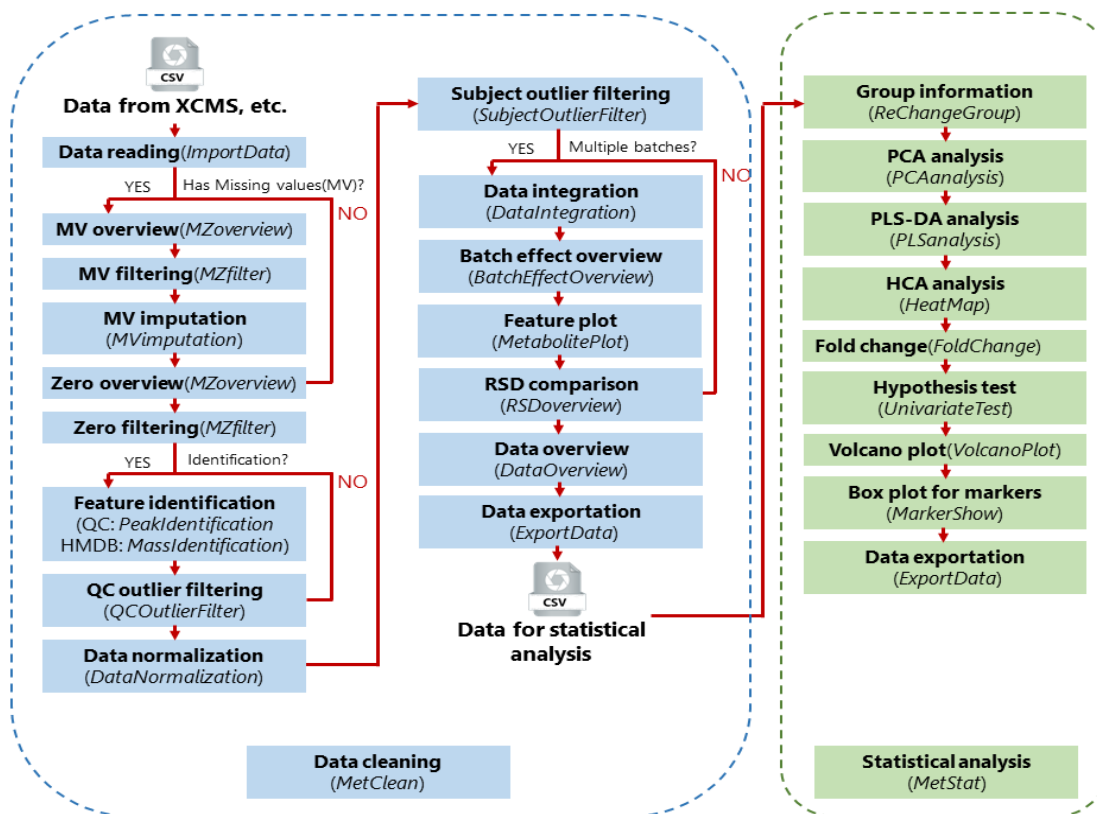 CSV
Data from XCMS, etc.
Data reading(ImportData)
YES
Has Missing values(MV)?
NO
MV overview(MZoverview)
MV filtering(MZfilter)
MV imputation
(MVimputation)
Zero overview(MZoverview)
Zero filtering(MZfilter)
YES
Identification?
NO
Feature identification
(QC: PeakIdentification
HMDB: MassIdentification)
QC outlier filtering
(QCOutlierFilter)
Data normalization
(DataNormalization)
Subject outlier filtering
(SubjectOutlierFilter)
YES
Multiple batches?
NO
Data integration
(DataIntegration)
Batch effect overview
(BatchEffectOverview)
Feature plot
(MetabolitePlot)
RSD comparison
(RSDoverview)
Data overview
(DataOverview)
Data exportation
(ExportData)
CSV
Data for statistical
analysis
Data cleaning
(MetClean)
Group information
(ReChangeGroup)
PCA analysis
(PCAanalysis)
PLS-DA analysis
(PLSanalysis)
HCA analysis
(HeatMap)
Fold change(FoldChange)
Hypothesis test
(UnivariateTest)
Volcano plot(VolcanoPlot)
Box plot for markers
(MarkerShow)
Data exportation
(ExportData)
Statistical analysis
(MetStat)